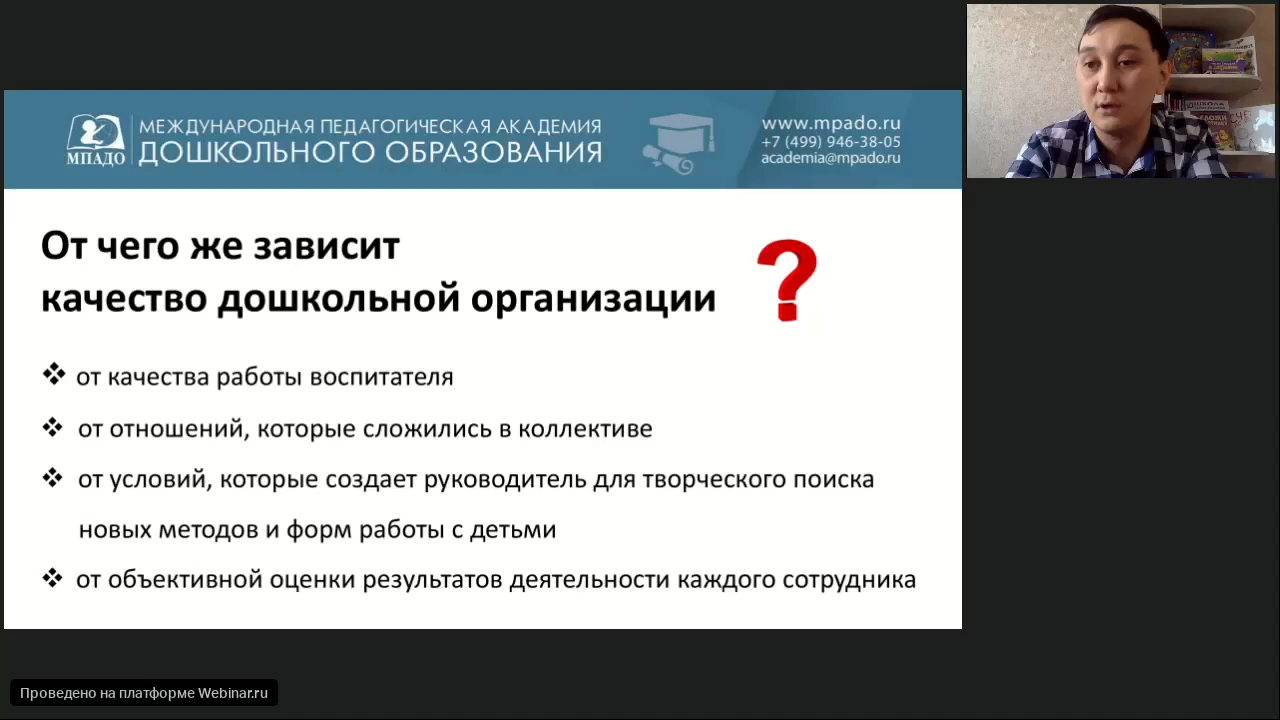 МПАДО
МЕЖДУНАРОДНАЯ ПЕДАГОГИЧЕСКАЯ АКАДЕМИЯ
ДОШКОЛЬНОГО ОБРАЗОВАНИЯ
www.mpado.ru
+7 (499) 946-38-05
academia@mpado.ru
От чего же зависит
качество дошкольной организации ?
от качества работы воспитателя
от отношений, которые сложились в коллективе
от условий, которые создает руководитель для творческого поиска
новых методов и форм работы с детьми
от объективной оценки результатов деятельности каждого сотрудника
Проведено на платформе Webinar.ru